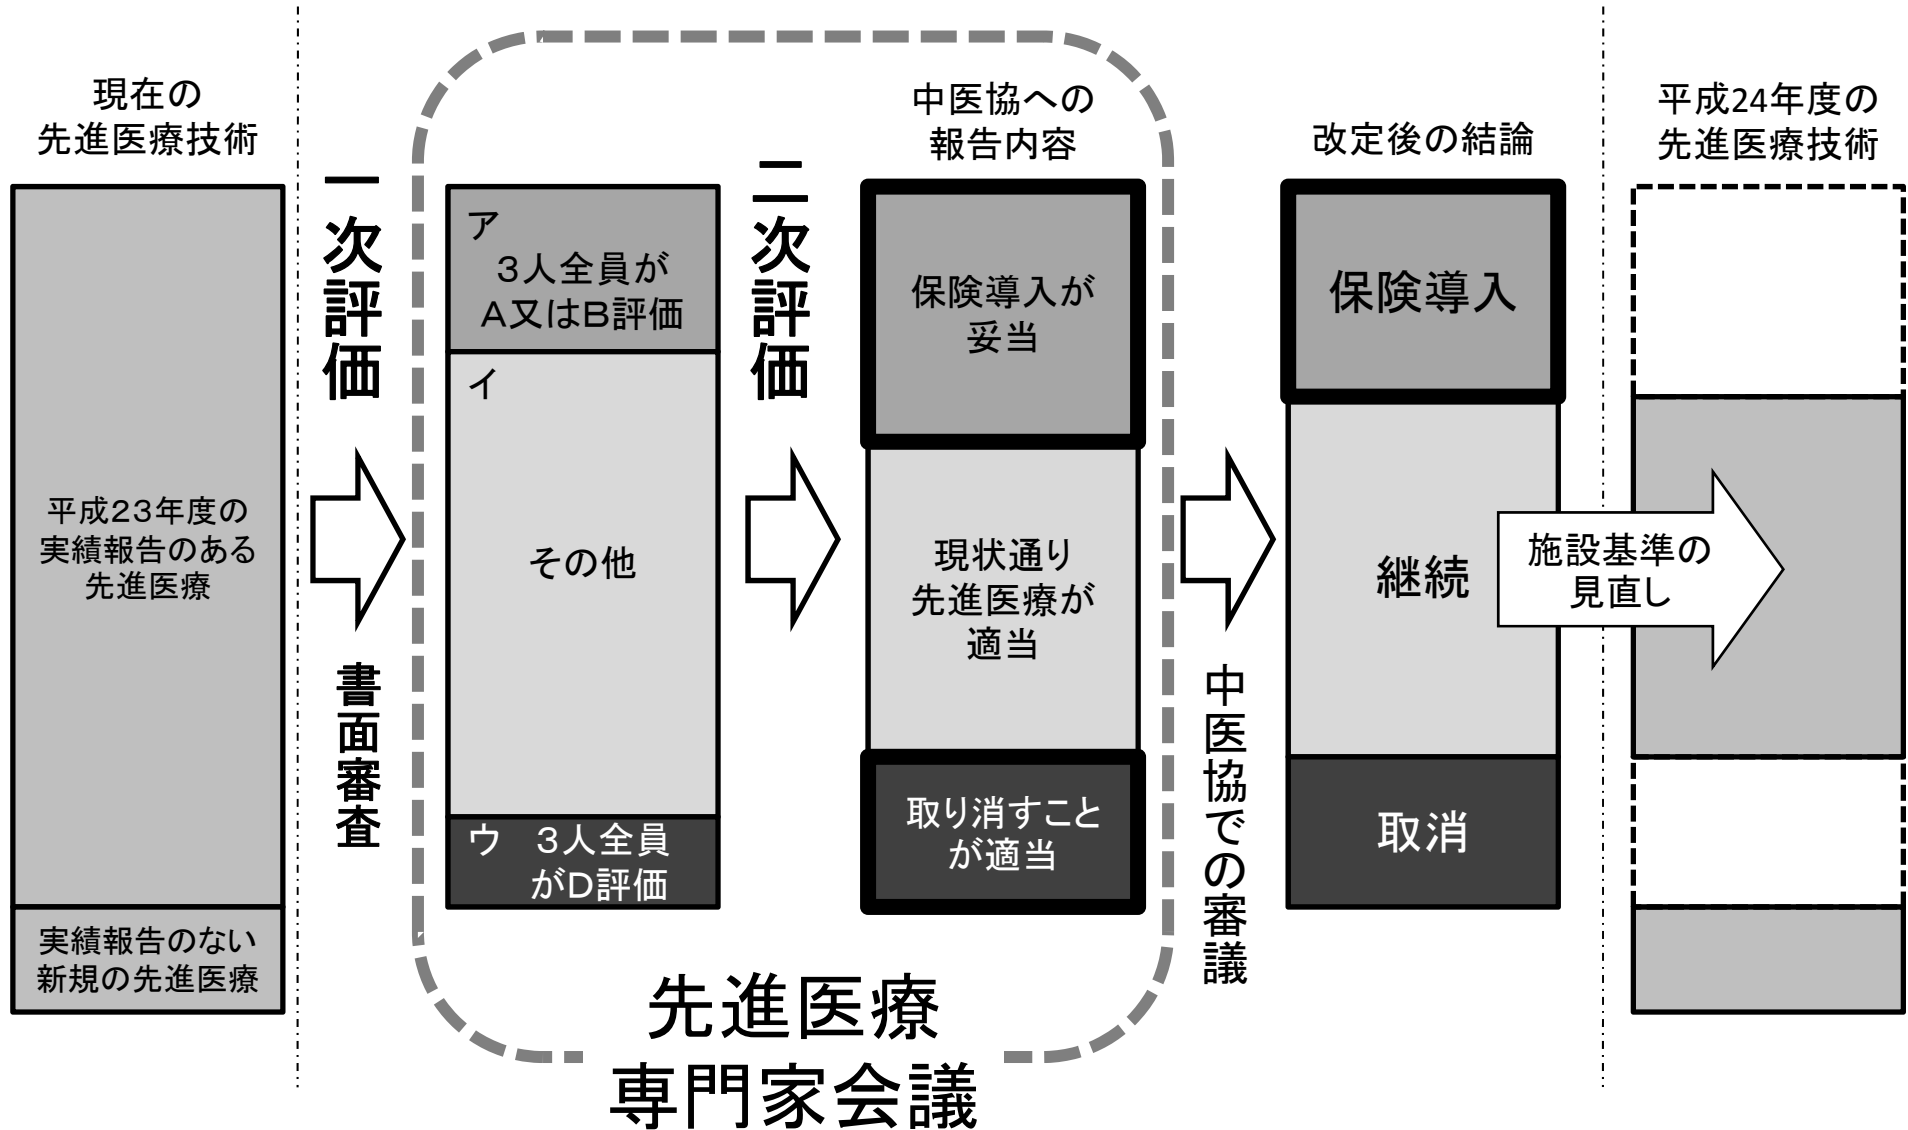 現在の
先進医療技術
平成２３年度の
実績報告のある
先進医療
実績報告のない
新規の先進医療
一次評価
書面審査
ア
３人全員が
Ａ又はＢ評価
イ
その他
ウ　３人全員
がＤ評価
二次評価
中医協への
報告内容
保険導入が
妥当
現状通り
先進医療が
適当
取り消すこと
が適当
先進医療
専門家会議
中医協での審議
改定後の結論
保険導入
継続
取消
施設基準の
見直し
平成24年度の
先進医療技術